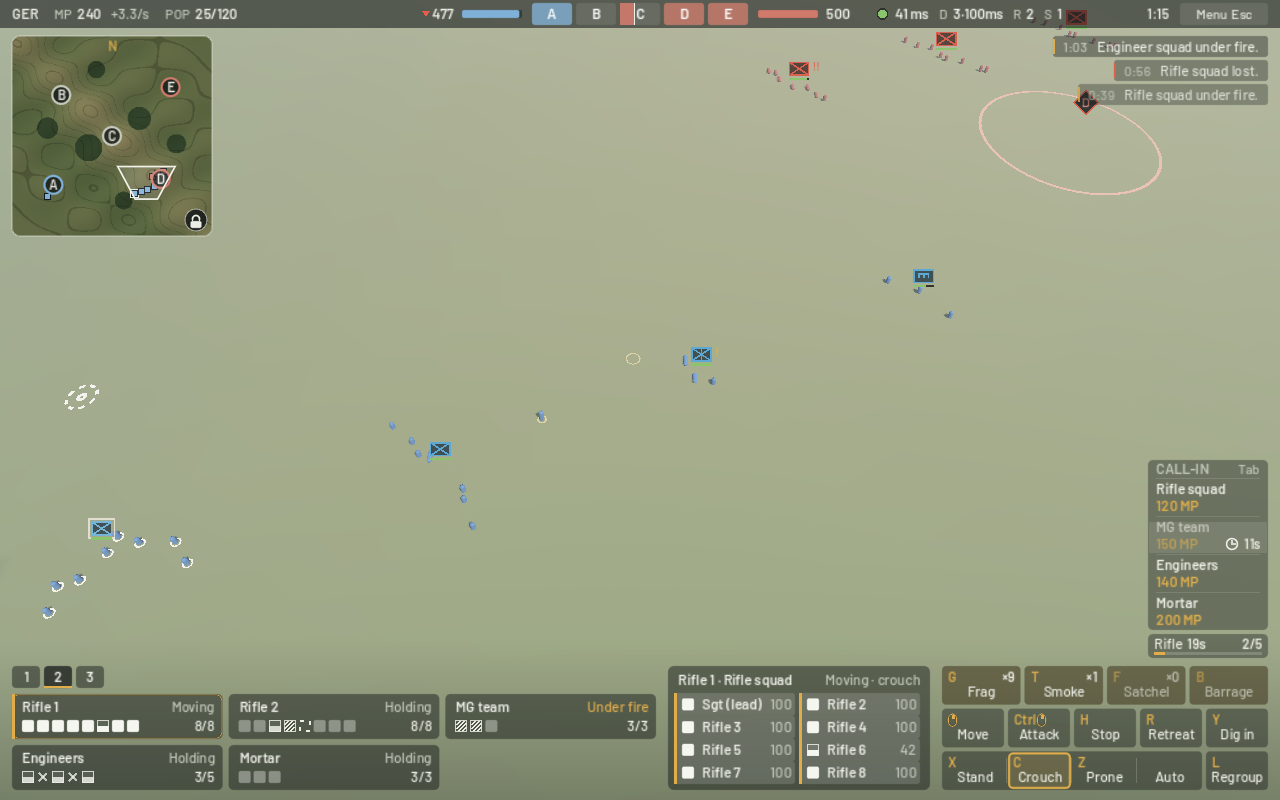 GER MP 240 +3.3/s POP 25/120
477 A B C D E 500
41 ms D 3·100ms R 2 S 1 1:15 Menu Esc
1:03 Engineer squad under fire.
0:56 Rifle squad lost.
0:39 Rifle squad under fire.
N
B
E
C
A
D
D
E
CALL-IN Tab
Rifle squad
120 MP
MG team
150 MP 11s
Engineers
140 MP
Mortar
200 MP
Rifle 19s 2/5
1 2 3
Rifle 1 Moving
8/8
Rifle 2 Holding
8/8
MG team Under fire
3/3
Engineers Holding
3/5
Mortar Holding
3/3
Rifle 1 · Rifle squad Moving · crouch
Sgt (lead) 100 Rifle 2 100
Rifle 3 100 Rifle 4 100
Rifle 5 100 Rifle 6 42
Rifle 7 100 Rifle 8 100
G ×9 Frag
T ×1 Smoke
F ×0 Satchel
B Barrage
Move
Ctrl Attack
H Stop
R Retreat
Y Dig in
X Stand
C Crouch
Z Prone
Auto
L Regroup